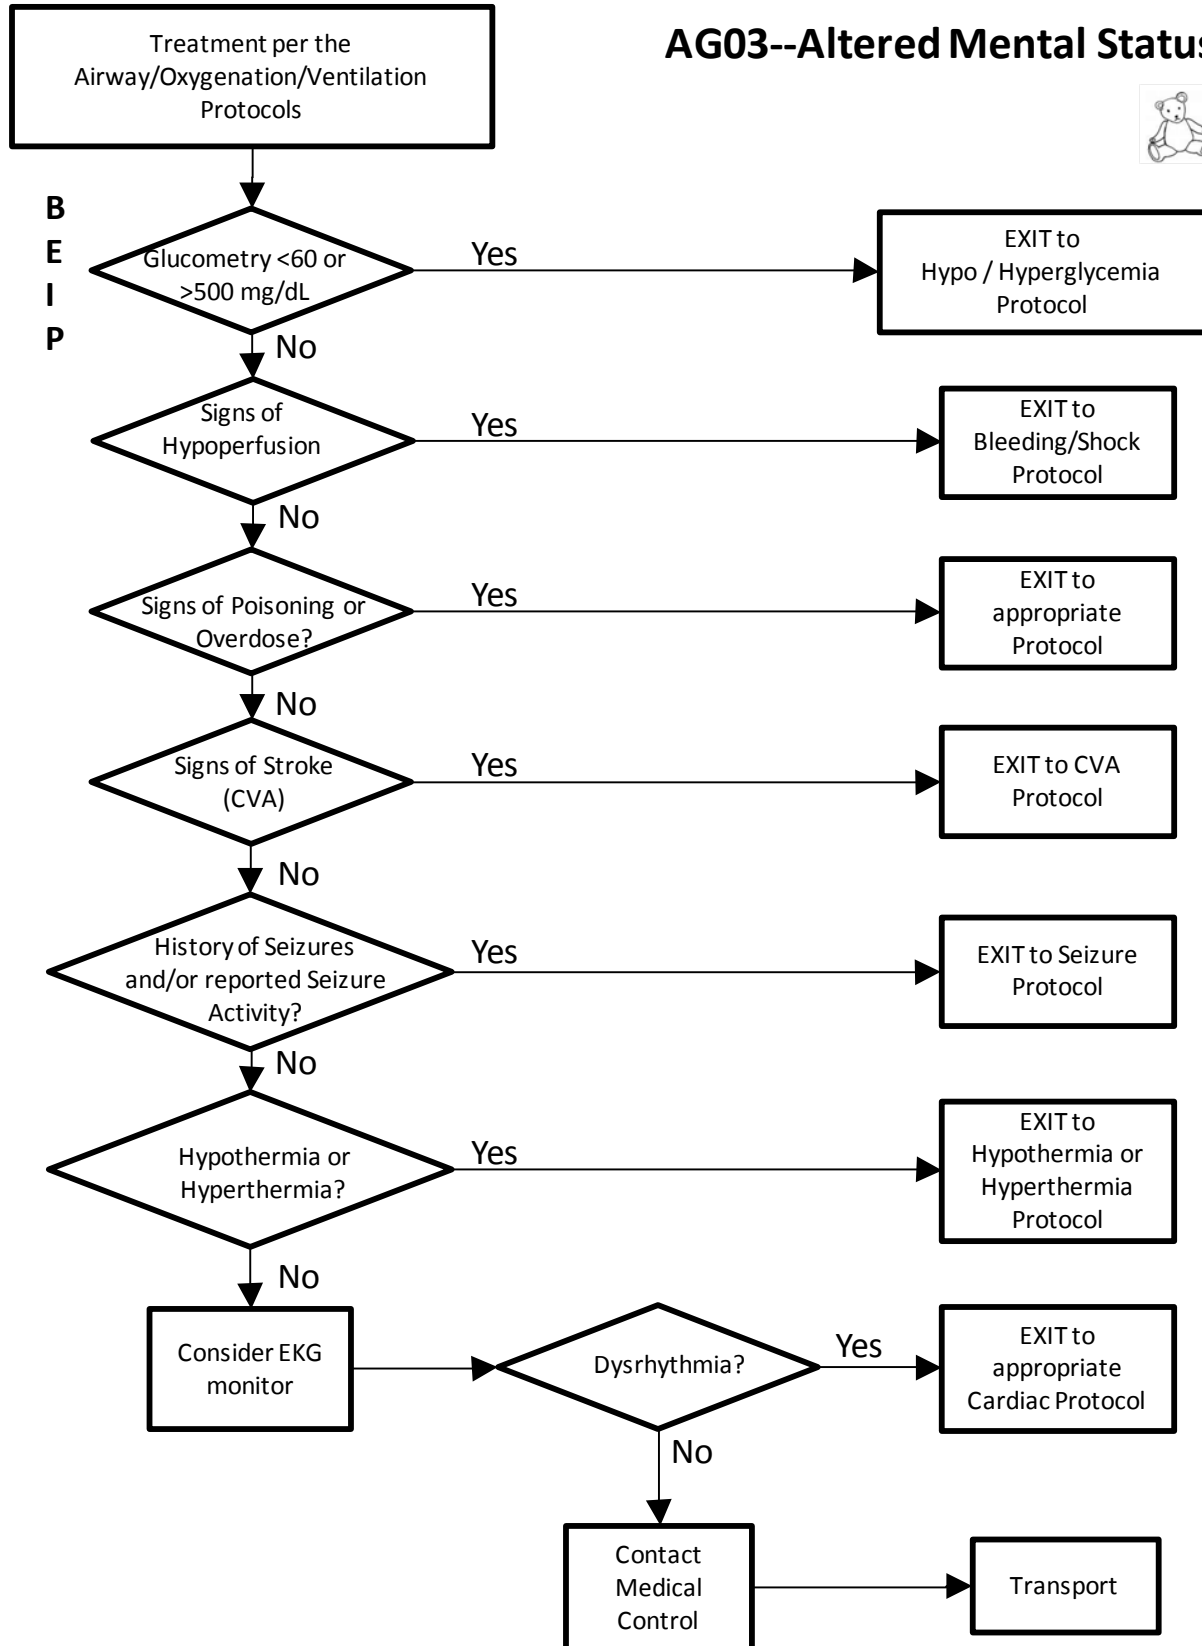 AG03--Altered Mental Status
Treatment per the
Airway/Oxygenation/Ventilation
Protocols
B
E
I
P
Glucometry <60 or
>500 mg/dL
Yes
EXIT to
Hypo / Hyperglycemia
Protocol
No
Signs of
Hypoperfusion
Yes
EXIT to
Bleeding/Shock
Protocol
No
Signs of Poisoning or
Overdose?
Yes
EXIT to
appropriate
Protocol
No
Signs of Stroke
(CVA)
Yes
EXIT to CVA
Protocol
No
History of Seizures
and/or reported Seizure
Activity?
Yes
EXIT to Seizure
Protocol
No
Hypothermia or
Hyperthermia?
Yes
EXIT to
Hypothermia or
Hyperthermia
Protocol
No
Consider EKG
monitor
Dysrhythmia?
Yes
EXIT to
appropriate
Cardiac Protocol
No
Contact
Medical
Control
Transport